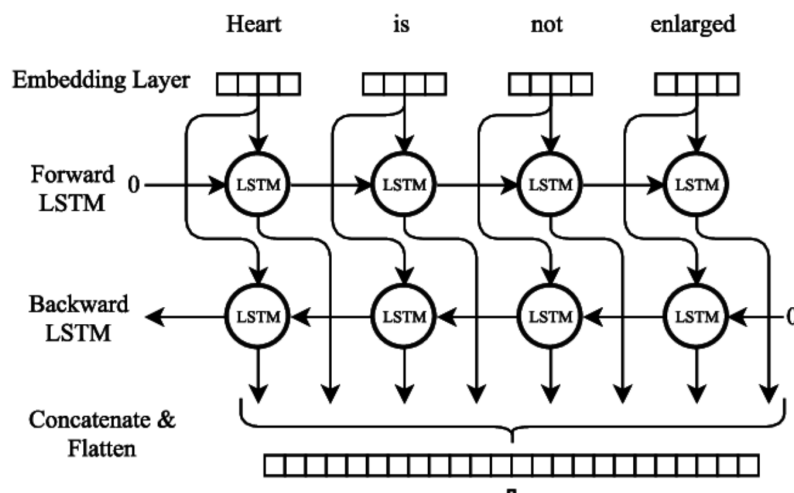 Heart is not enlarged
Embedding Layer
Forward
LSTM
0
LSTM LSTM LSTM LSTM
Backward
LSTM
LSTM LSTM LSTM LSTM
0
Concatenate &
Flatten